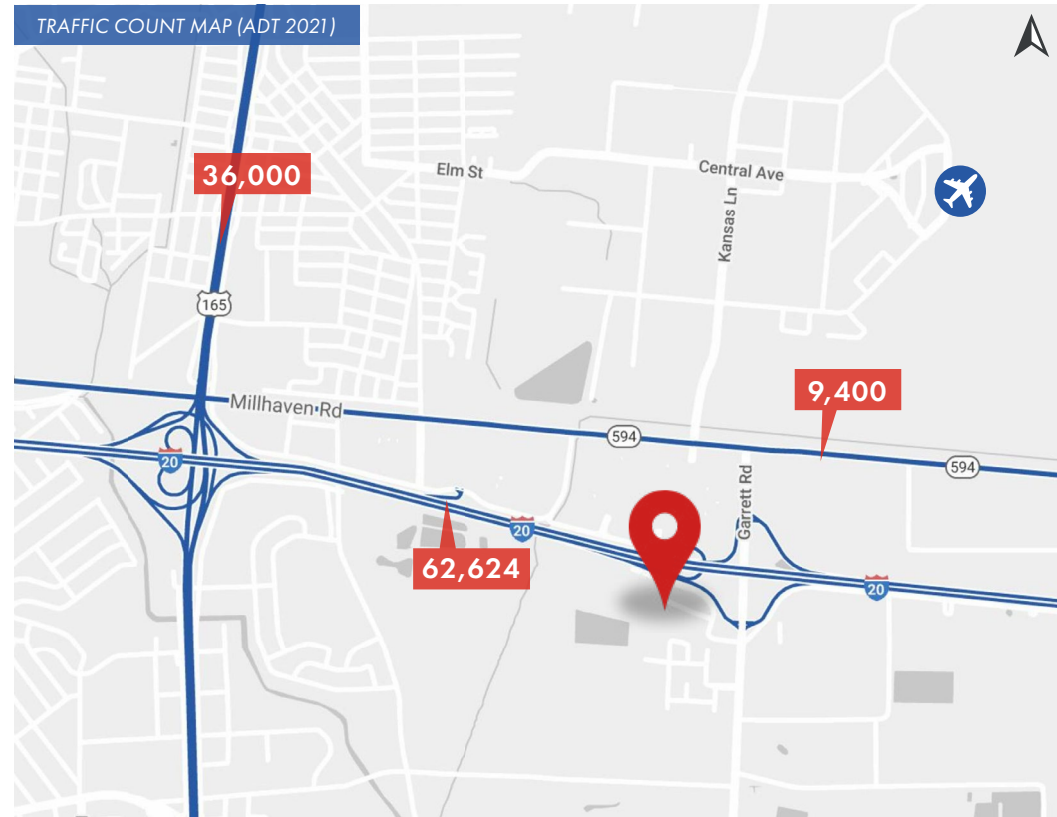 TRAFFIC COUNT MAP (ADT 2021)
36,000
Elm St
Central Ave
Kansas Ln
165
Millhaven Rd
9,400
594
594
20
20
Garrett Rd
62,624
20